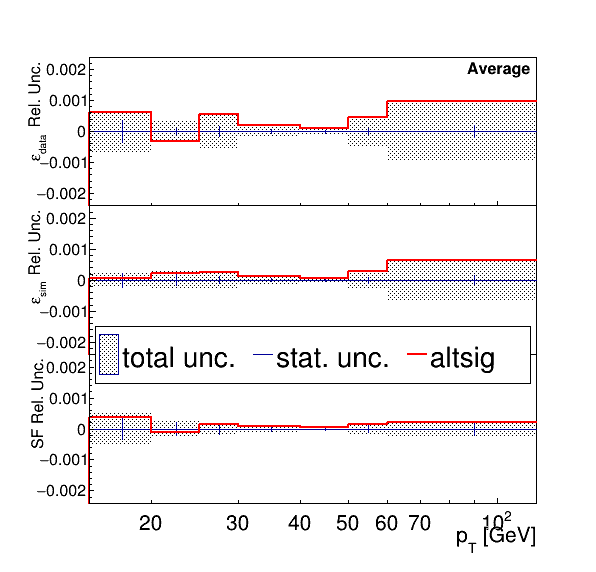 Average
ε_data Rel. Unc.
0.002
0.001
0
−0.001
−0.002
ε_sim Rel. Unc.
0.002
0.001
0
−0.001
−0.002
total unc. stat. unc. altsig
SF Rel. Unc.
0.002
0.001
0
−0.001
−0.002
20 30 40 50 60 70 10²
p_T [GeV]